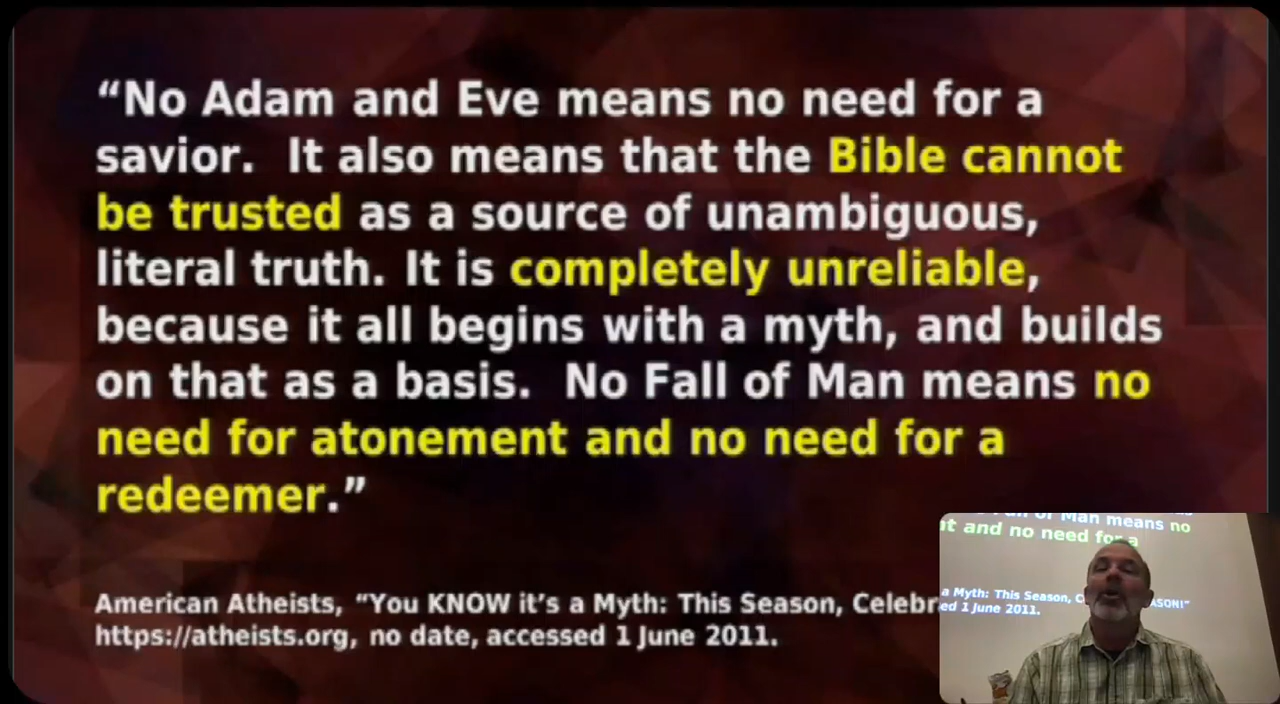 “No Adam and Eve means no need for a
savior.  It also means that the Bible cannot
be trusted as a source of unambiguous,
literal truth. It is completely unreliable,
because it all begins with a myth, and builds
on that as a basis.  No Fall of Man means no
need for atonement and no need for a
redeemer.”
American Atheists, “You KNOW it’s a Myth: This Season, Celebr
https://atheists.org, no date, accessed 1 June 2011.
of Man means no
and no need for a
a Myth: This Season, ASON!”
ed 1 June 2011.